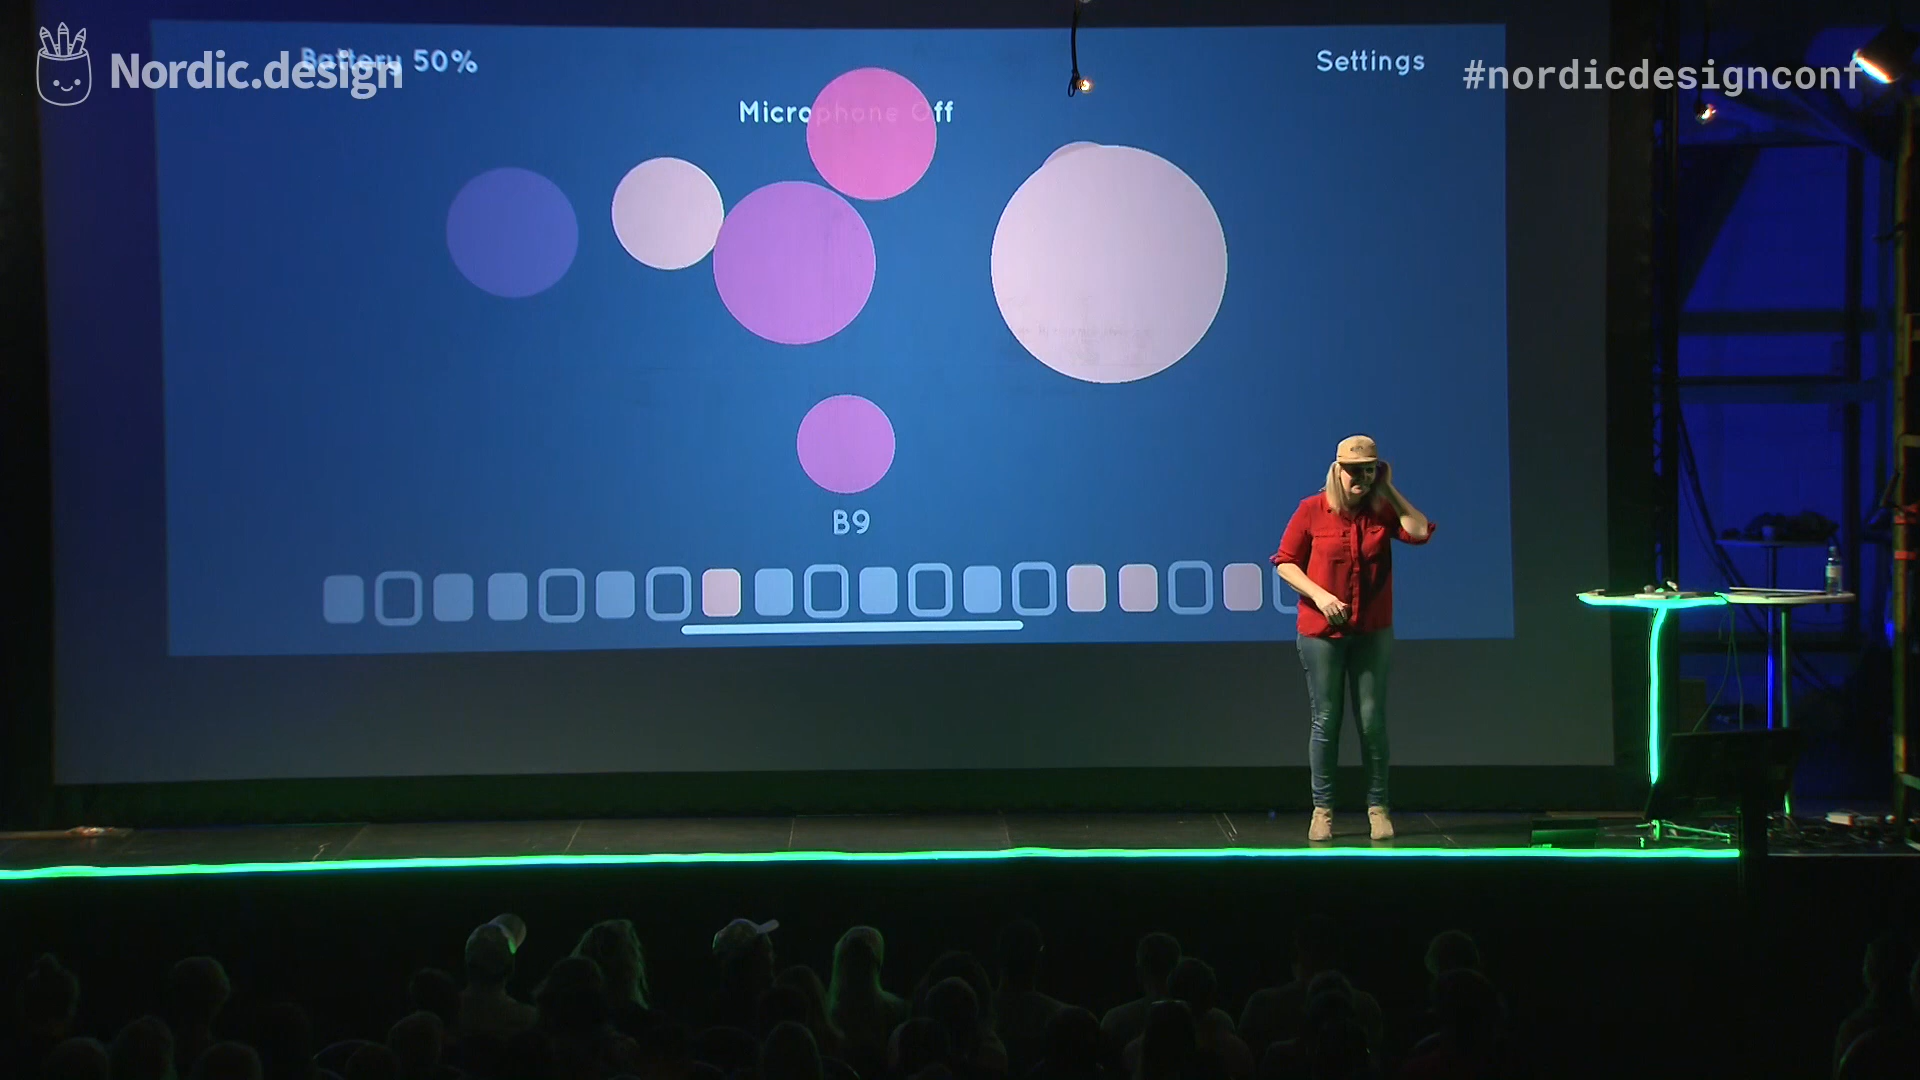 Nordic.design
Battery 50%
Settings
#nordicdesignconf
Microphone Off
B9